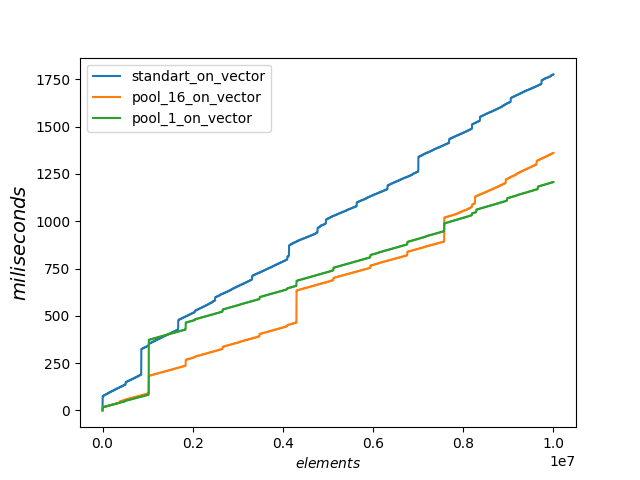 standart_on_vector
pool_16_on_vector
pool_1_on_vector
miliseconds
1750
1500
1250
1000
750
500
250
0
0.0 0.2 0.4 0.6 0.8 1.0
1e7
elements